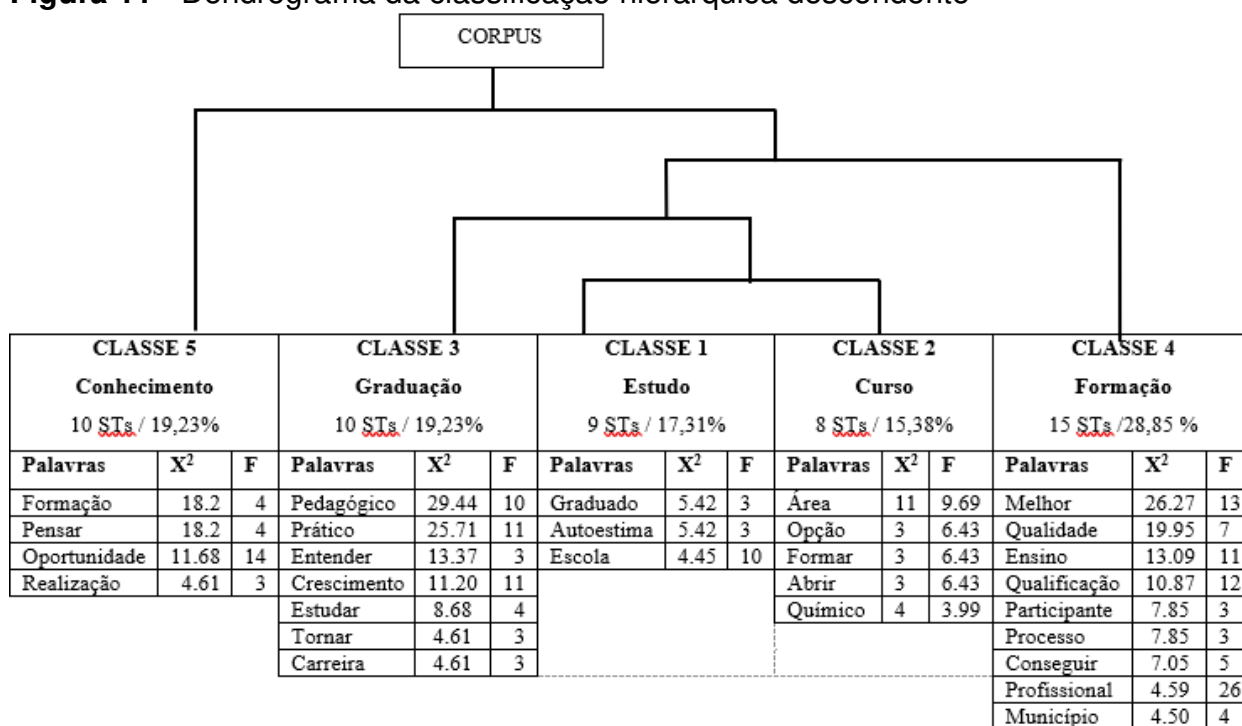 Figura 11 - Dendrograma da classificação hierárquica descendente
CORPUS
CLASSE 5 CLASSE 3 CLASSE 1 CLASSE 2 CLASSE 4
Conhecimento Graduação Estudo Curso Formação
10 STs / 19,23% 10 STs / 19,23% 9 STs / 17,31% 8 STs / 15,38% 15 STs /28,85 %
Palavras X² F Palavras X² F Palavras X² F Palavras X² F Palavras X² F
Formação 18.2 4 Pedagógico 29.44 10 Graduado 5.42 3 Área 11 9.69 Melhor 26.27 13
Pensar 18.2 4 Prático 25.71 11 Autoestima 5.42 3 Opção 3 6.43 Qualidade 19.95 7
Oportunidade 11.68 14 Entender 13.37 3 Escola 4.45 10 Formar 3 6.43 Ensino 13.09 11
Realização 4.61 3 Crescimento 11.20 11 Abrir 3 6.43 Qualificação 10.87 12
Estudar 8.68 4 Químico 4 3.99 Participante 7.85 3
Tornar 4.61 3 Processo 7.85 3
Carreira 4.61 3 Conseguir 7.05 5
Profissional 4.59 26
Município 4.50 4